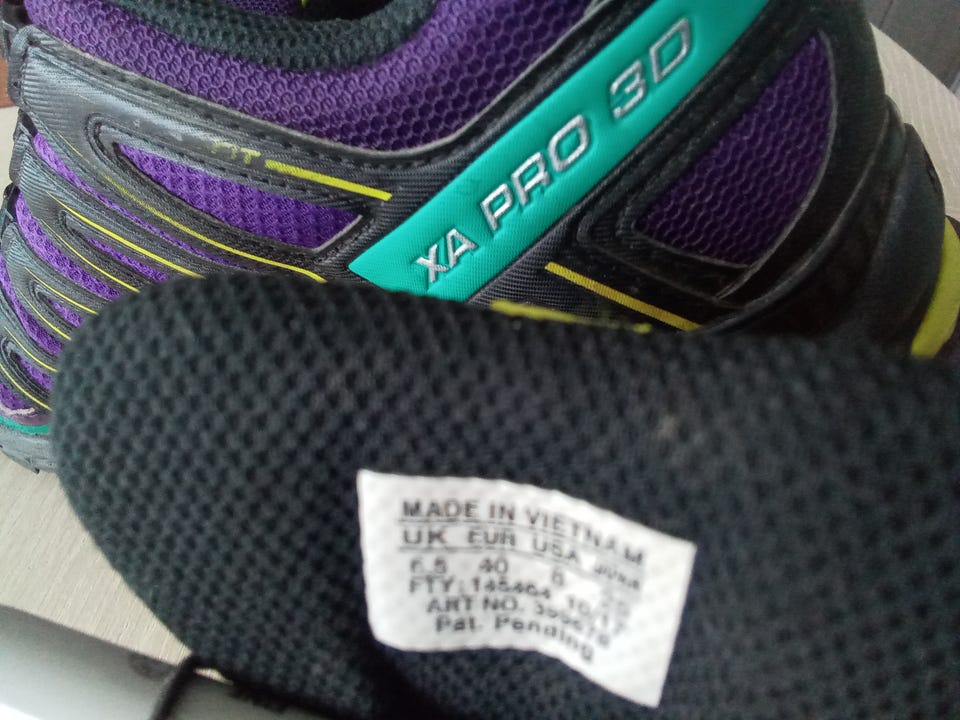 XA PRO 3D
MADE IN VIETNAM
UK EUR USA
6.5 40 8
FTY. 145464
ART NO.
Pat. Pending